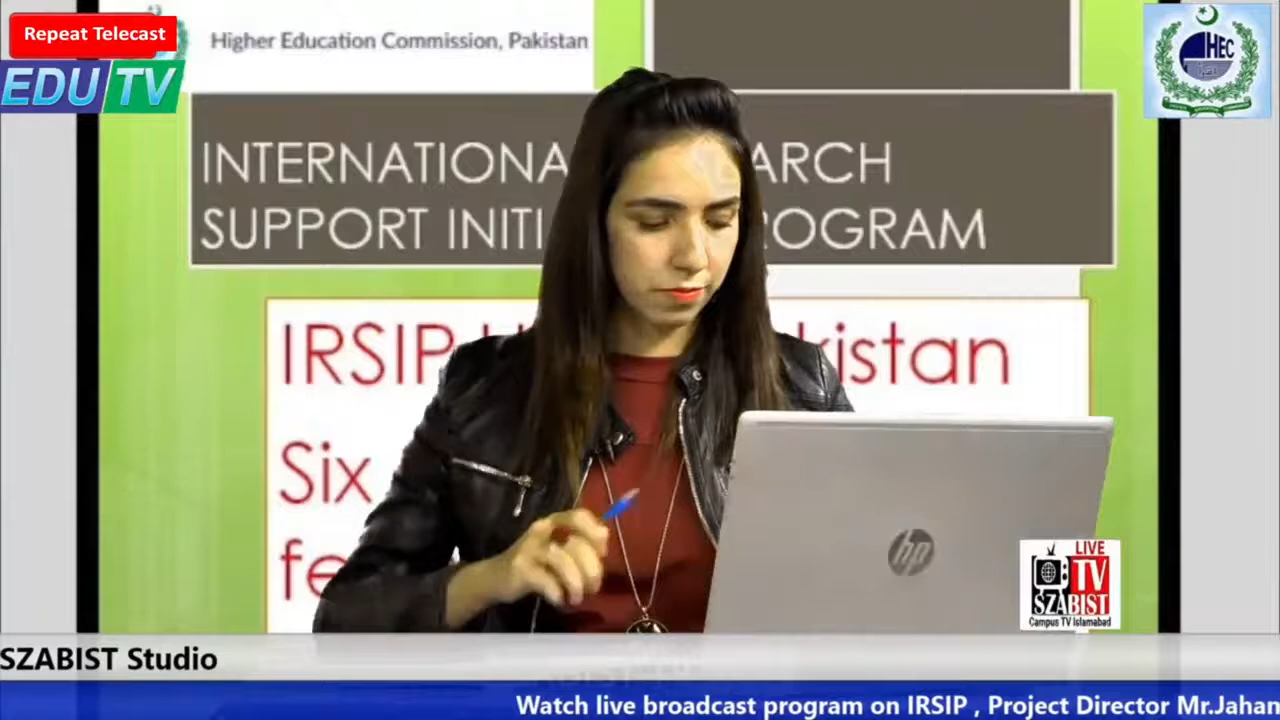 Repeat Telecast
EDU TV
Higher Education Commission, Pakistan
HEC
INTERNATIONA ARCH
SUPPORT INITI ROGRAM
IRSIP kistan
Six
fe
hp
LIVE
TV
SZABIST
Campus TV Islamabad
SZABIST Studio
Watch live broadcast program on IRSIP , Project Director Mr.Jahan